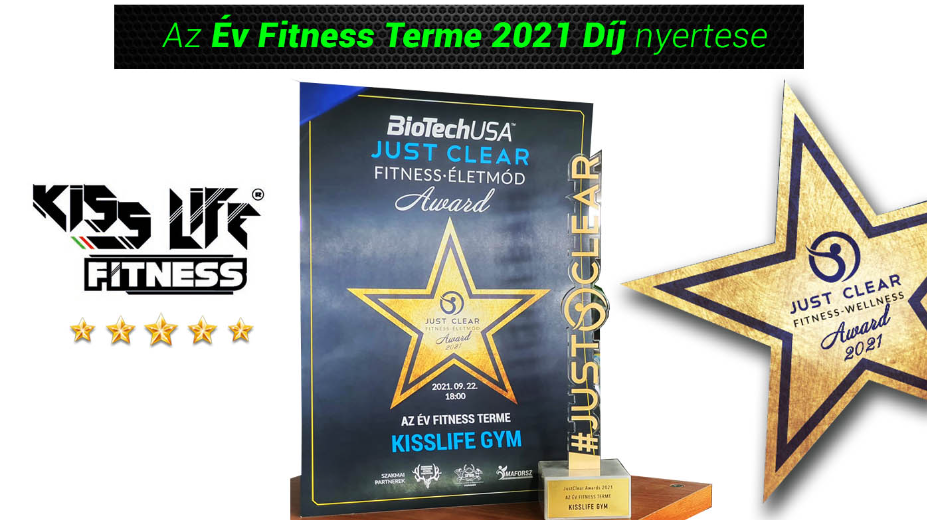 Az Év Fitness Terme 2021 Díj nyertese
KISS LIFE®
FITNESS
BioTechUSA™
JUST CLEAR
FITNESS·ÉLETMÓD
Award
JUST CLEAR
FITNESS-ÉLETMÓD
Award
2021
2021. 09. 22.
18:00
AZ ÉV FITNESS TERME
KISSLIFE GYM
SZAKMAI
PARTNEREK
MAFORSZ
#JUSTCLEAR
JustClear Awards 2021
AZ ÉV FITNESS TERME
KISSLIFE GYM
JUST CLEAR
FITNESS-WELLNESS
Award
2021